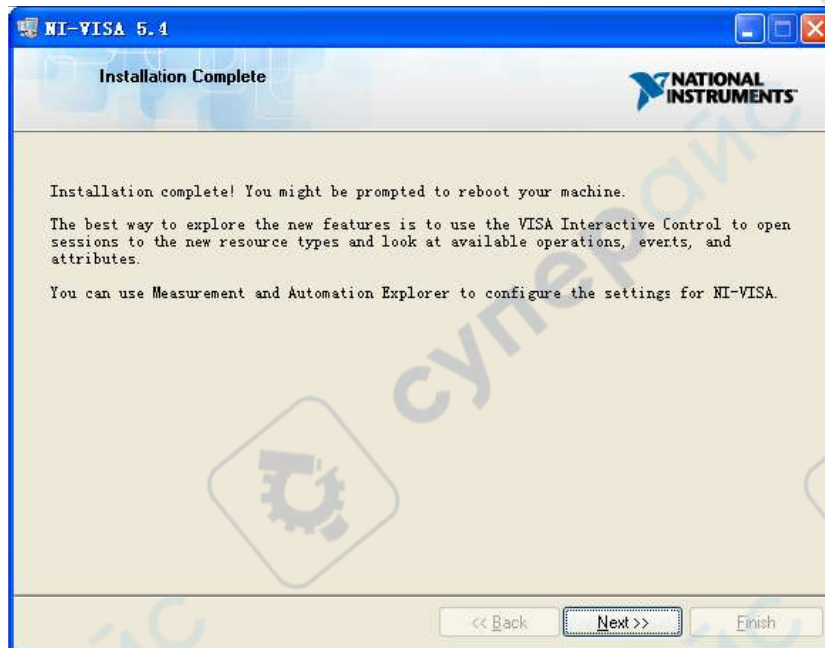 NI-VISA 5.4
Installation Complete
NATIONAL
INSTRUMENTS
Installation complete! You might be prompted to reboot your machine.
The best way to explore the new features is to use the VISA Interactive Control to open
sessions to the new resource types and look at available operations, events, and
attributes.
You can use Measurement and Automation Explorer to configure the settings for NI-VISA.
суперайс
<< Back
Next >>
Finish